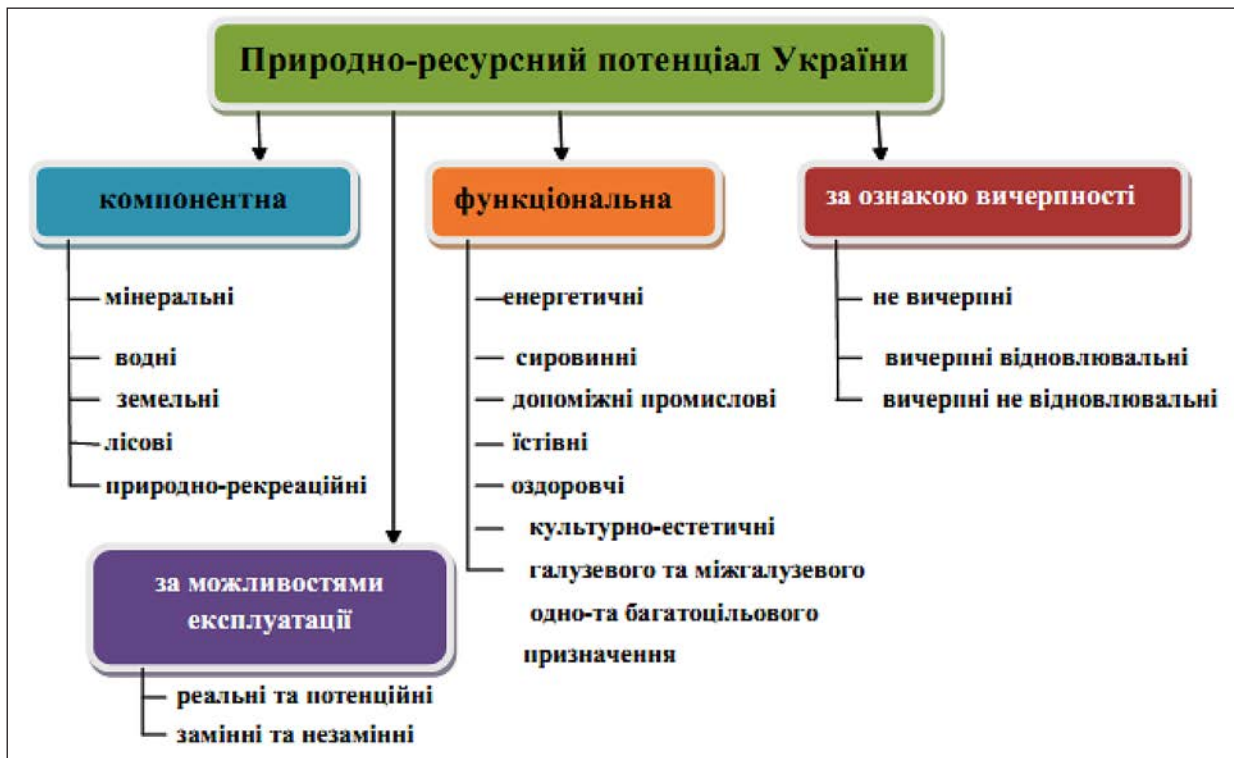 Природно-ресурсний потенціал України
компонентна
мінеральні
водні
земельні
лісові
природно-рекреаційні
за можливостями
експлуатації
реальні та потенційні
замінні та незамінні
функціональна
енергетичні
сировинні
допоміжні промислові
їстівні
оздоровчі
культурно-естетичні
галузевого та міжгалузевого
одно-та багатоцільового
призначення
за ознакою вичерпності
не вичерпні
вичерпні відновлювальні
вичерпні не відновлювальні